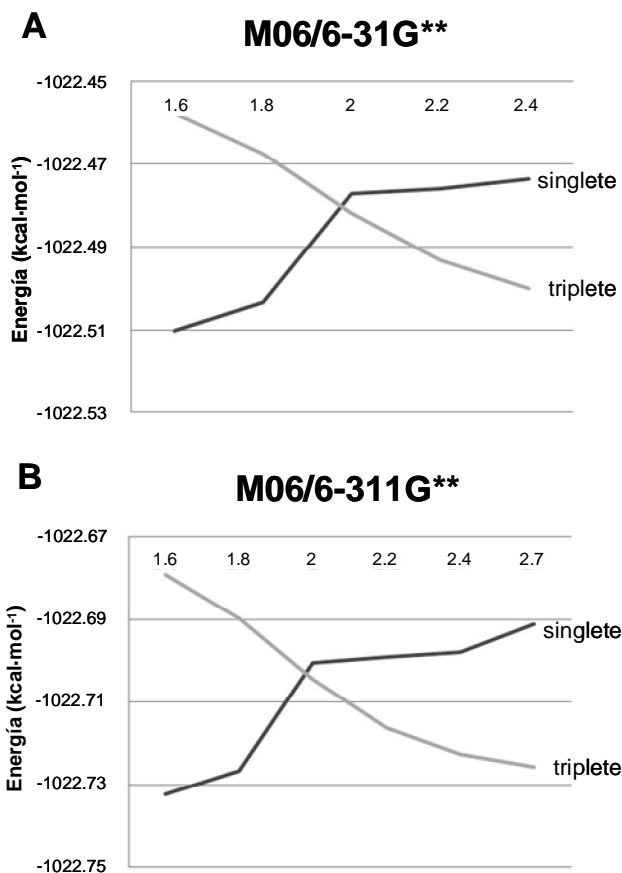 A
M06/6-31G**
-1022.45
1.6 1.8 2 2.2 2.4
-1022.47
singlete
-1022.49
triplete
-1022.51
-1022.53
Energía (kcal·mol-1)
B
M06/6-311G**
-1022.67
1.6 1.8 2 2.2 2.4 2.7
-1022.69
singlete
-1022.71
triplete
-1022.73
-1022.75
Energía (kcal·mol-1)